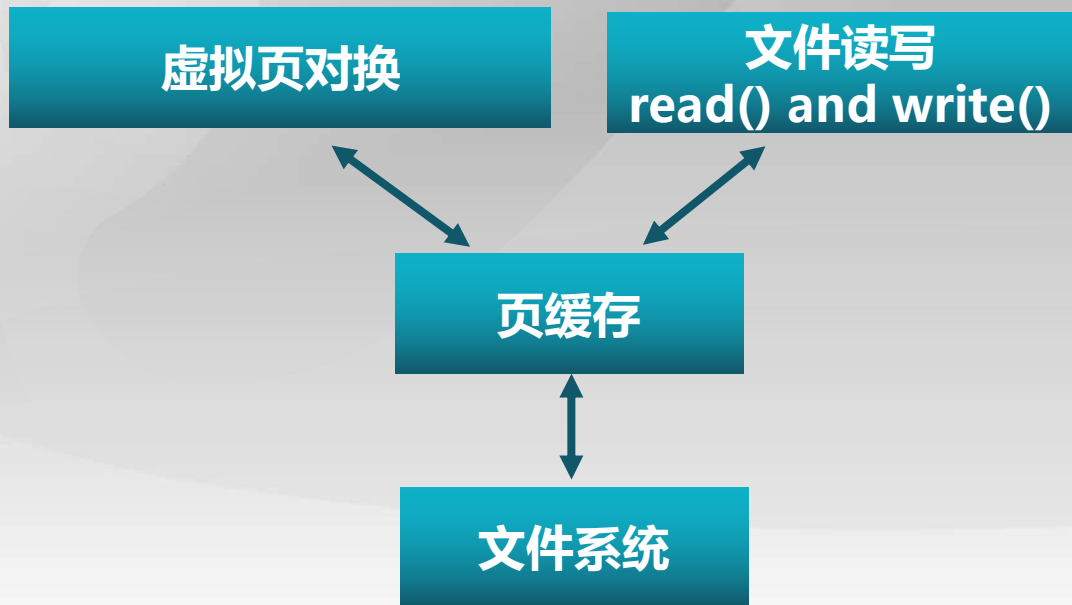 虚拟页对换
文件读写
read() and write()
页缓存
文件系统